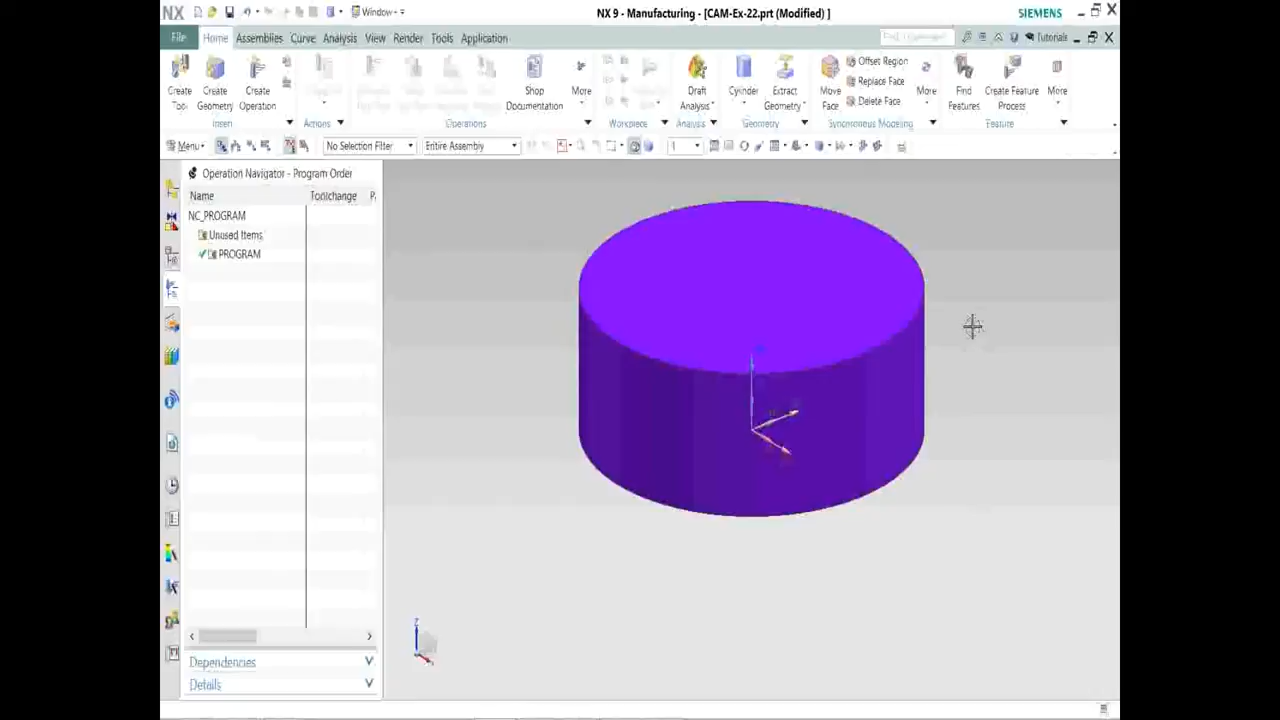 NX
Window
NX 9 - Manufacturing - [CAM-Ex-22.prt (Modified) ]
SIEMENS
File
Home
Assemblies
Curve
Analysis
View
Render
Tools
Application
Tutorials
Create Tool
Create Geometry
Create Operation
Shop Documentation
More
Draft Analysis
Cylinder
Extract Geometry
Move Face
Offset Region
Replace Face
Delete Face
More
Find Features
Create Feature Process
More
Insert
Actions
Operations
Workpiece
Analysis
Geometry
Synchronous Modeling
Feature
Menu
No Selection Filter
Entire Assembly
1
Operation Navigator - Program Order
Name
Toolchange
NC_PROGRAM
Unused Items
PROGRAM
Dependencies
Details
Z